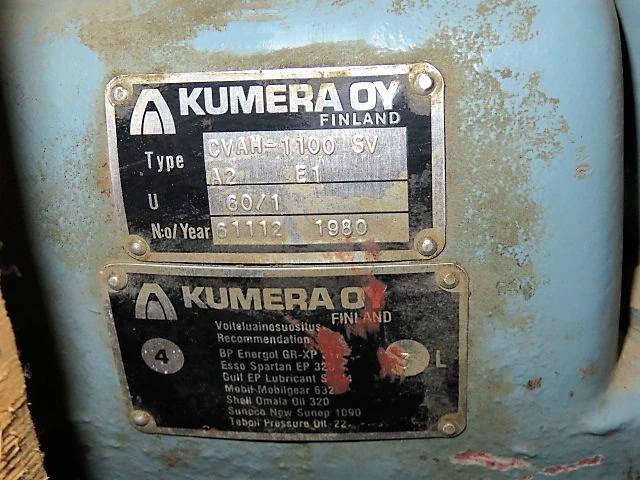 KUMERA OY
FINLAND
Type CVAH-1100 SV
A2 E1
U 60/1
N:o/Year 61112 1980
KUMERA OY
FINLAND
Voiteluainesuositus
Recommendation
4
BP Energol GR-XP
Esso Spartan EP 320
L
Gulf EP Lubricant
Mobil Mobilgear 632
Shell Omala Oil 320
Sunoco New Sunep 1090
Teboil Pressure Oil 22